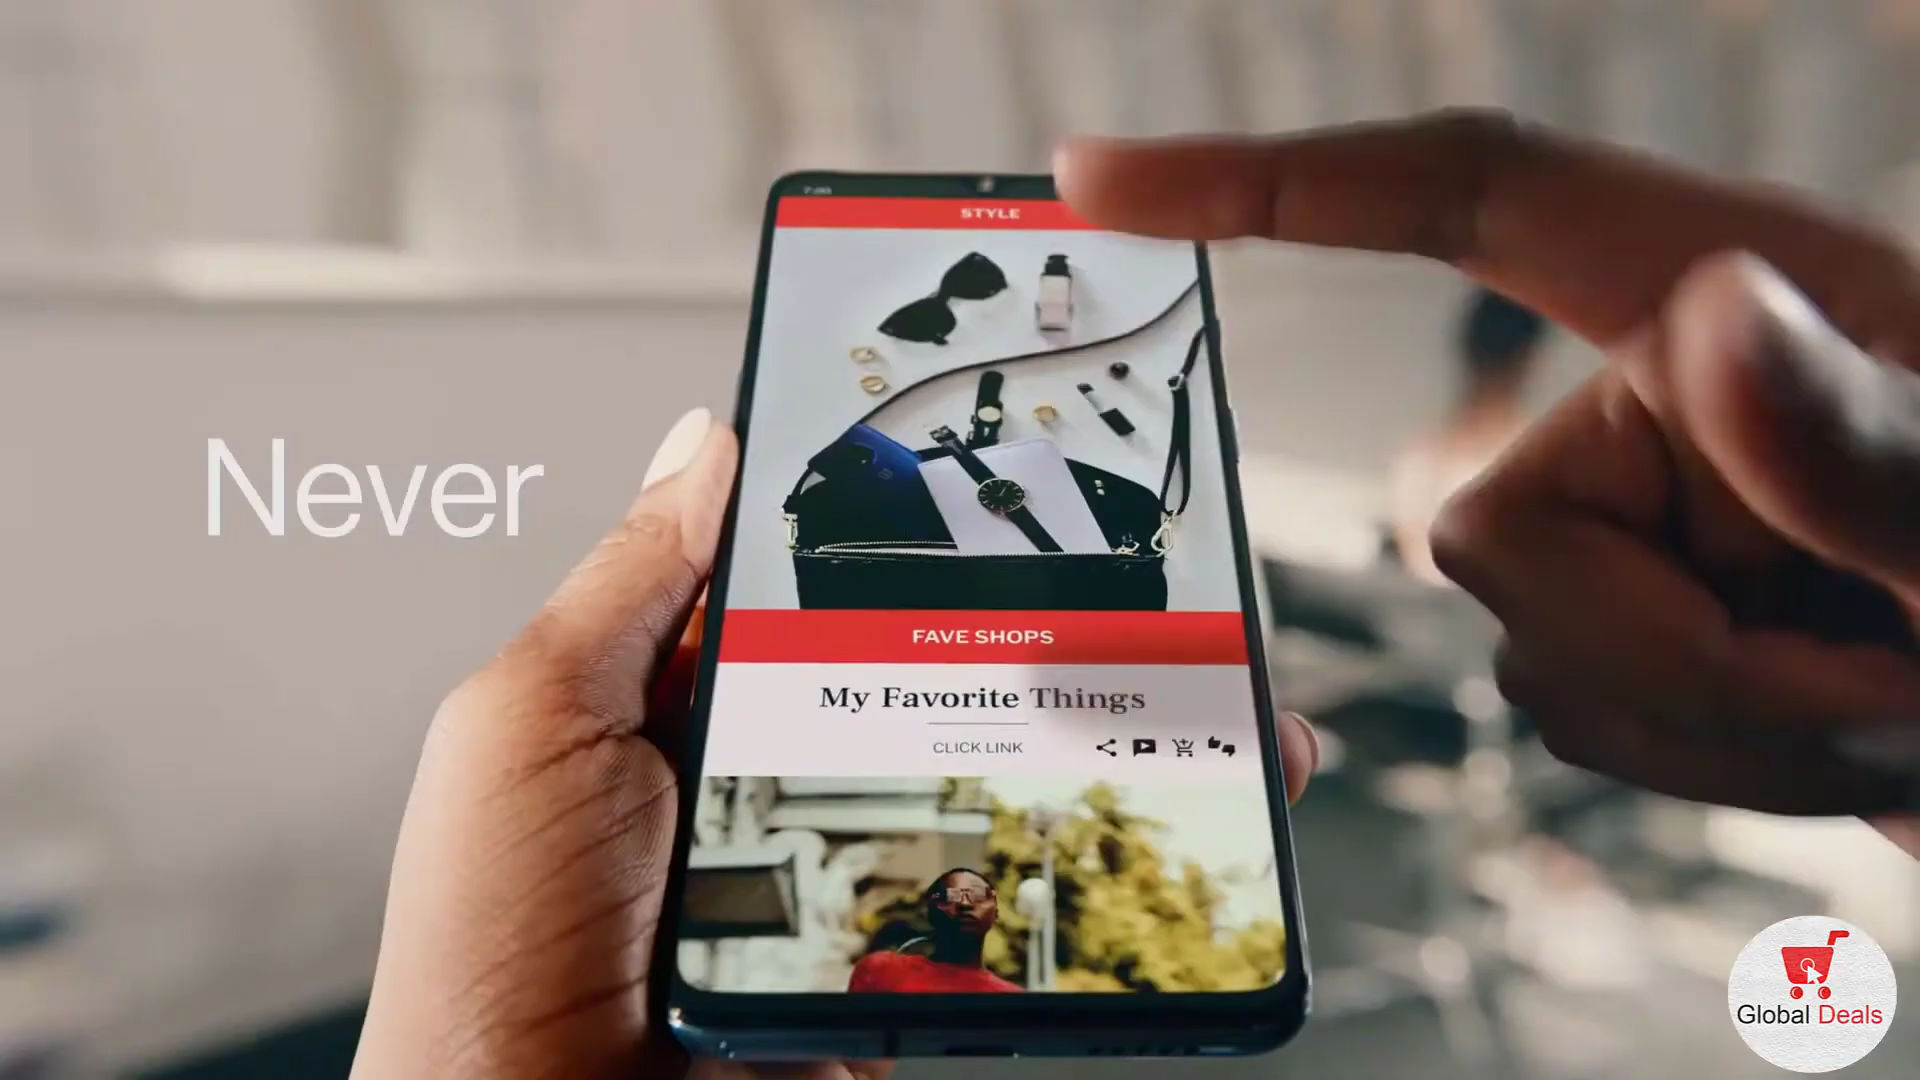 STYLE
Never
FAVE SHOPS
My Favorite Things
CLICK LINK
Global Deals